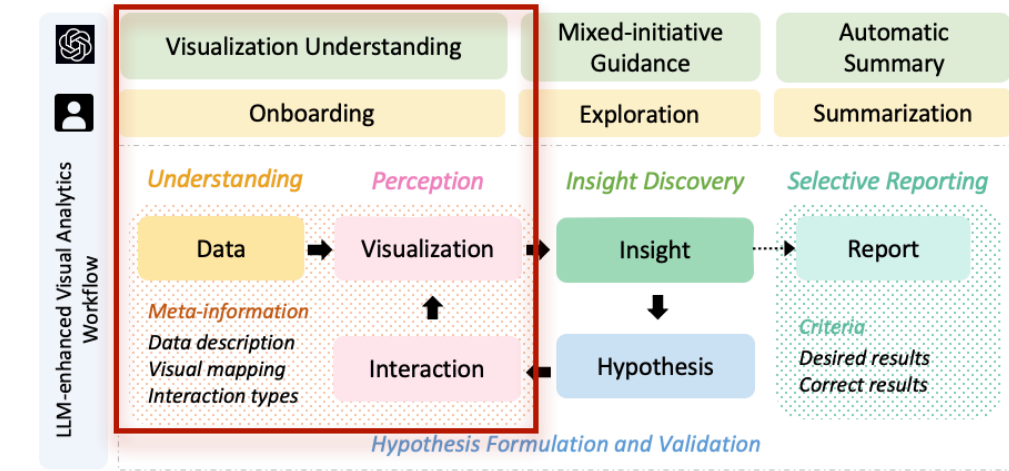 Visualization Understanding
Mixed-initiative
Guidance
Automatic
Summary
Onboarding
Exploration
Summarization
LLM-enhanced Visual Analytics
Workflow
Understanding
Perception
Insight Discovery
Selective Reporting
Data
Visualization
Insight
Report
Meta-information
Data description
Visual mapping
Interaction types
Interaction
Hypothesis
Criteria
Desired results
Correct results
Hypothesis Formulation and Validation